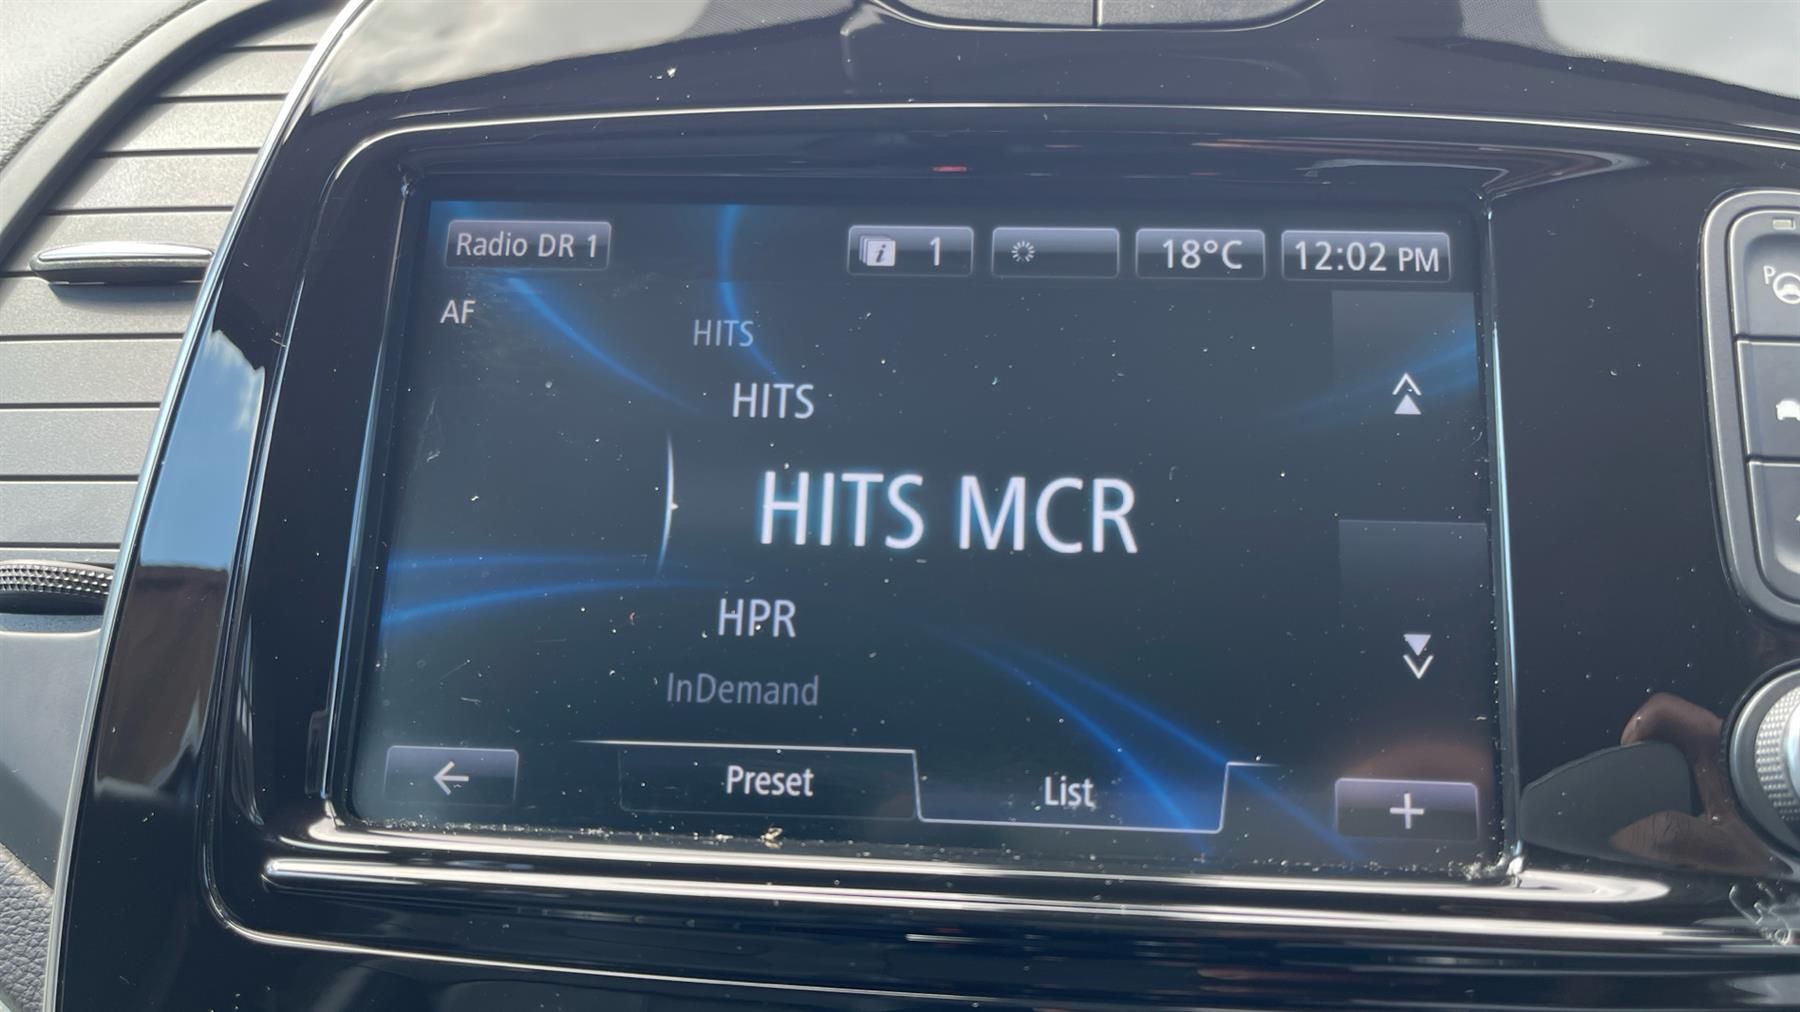 Radio DR 1
i 1
18°C
12:02 PM
AF
HITS
HITS
HITS MCR
HPR
InDemand
Preset
List
P